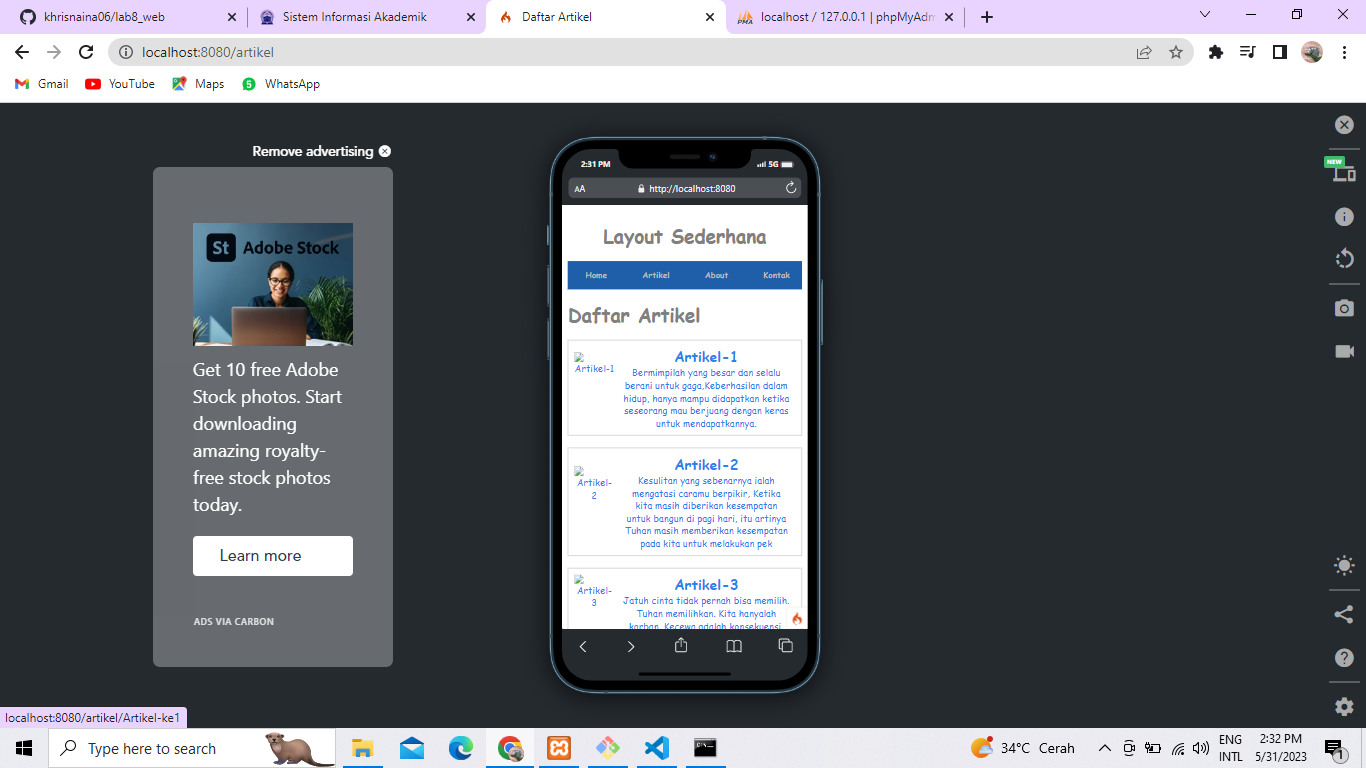 khrisnaina06/lab8_web
Sistem Informasi Akademik
Daftar Artikel
localhost / 127.0.0.1 | phpMyAdm
localhost:8080/artikel
Gmail
YouTube
Maps
5
WhatsApp
Remove advertising
St Adobe Stock
Get 10 free Adobe
Stock photos. Start
downloading
amazing royalty-
free stock photos
today.
Learn more
ADS VIA CARBON
2:31 PM
5G
AA
http://localhost:8080
Layout Sederhana
Home
Artikel
About
Kontak
Daftar Artikel
Artikel-1
Artikel-1
Bermimpilah yang besar dan selalu
berani untuk gaga,Keberhasilan dalam
hidup, hanya mampu didapatkan ketika
seseorang mau berjuang dengan keras
untuk mendapatkannya.
Artikel-
2
Artikel-2
Kesulitan yang sebenarnya ialah
mengatasi caramu berpikir, Ketika
kita masih diberikan kesempatan
untuk bangun di pagi hari, itu artinya
Tuhan masih memberikan kesempatan
pada kita untuk melakukan pek
Artikel-
3
Artikel-3
Jatuh cinta tidak pernah bisa memilih.
Tuhan memilihkan. Kita hanyalah
korban. Kecewa adalah konsekuensi
NEW
localhost:8080/artikel/Artikel-ke1
Type here to search
34°C Cerah
ENG
INTL
2:32 PM
5/31/2023
1